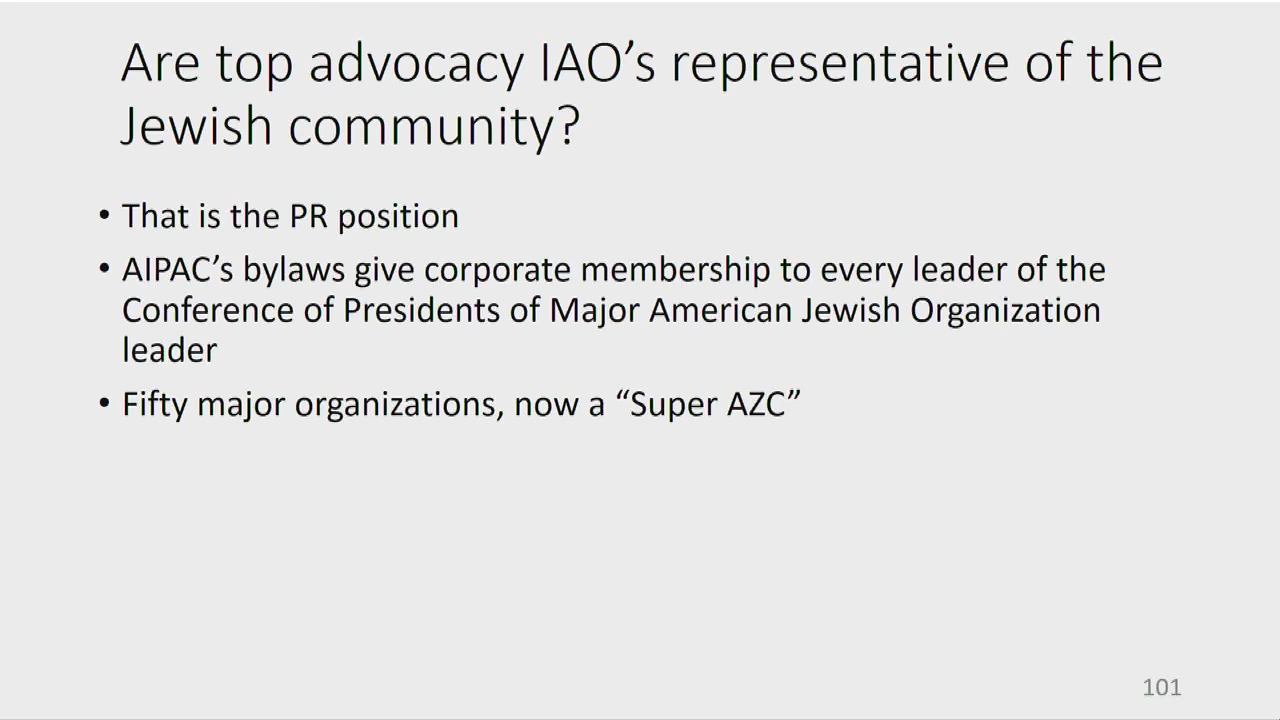 Are top advocacy IAO’s representative of the
Jewish community?
• That is the PR position
• AIPAC’s bylaws give corporate membership to every leader of the
Conference of Presidents of Major American Jewish Organization
leader
• Fifty major organizations, now a “Super AZC”
101